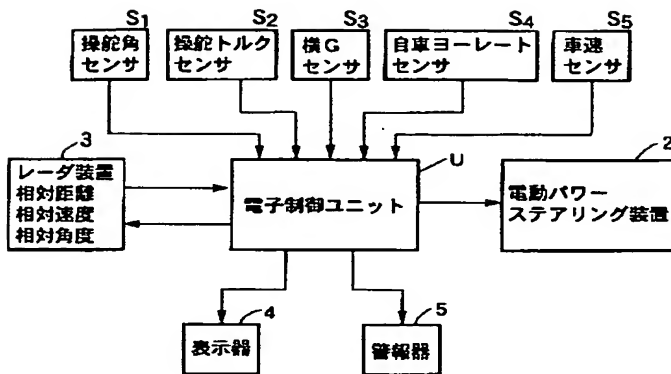 S1
操舵角
センサ
S2
操舵トルク
センサ
S3
横G
センサ
S4
自車ヨーレート
センサ
S5
車速
センサ
3
レーダ装置
相対距離
相対速度
相対角度
U
電子制御ユニット
2
電動パワー
ステアリング装置
4
表示器
5
警報器